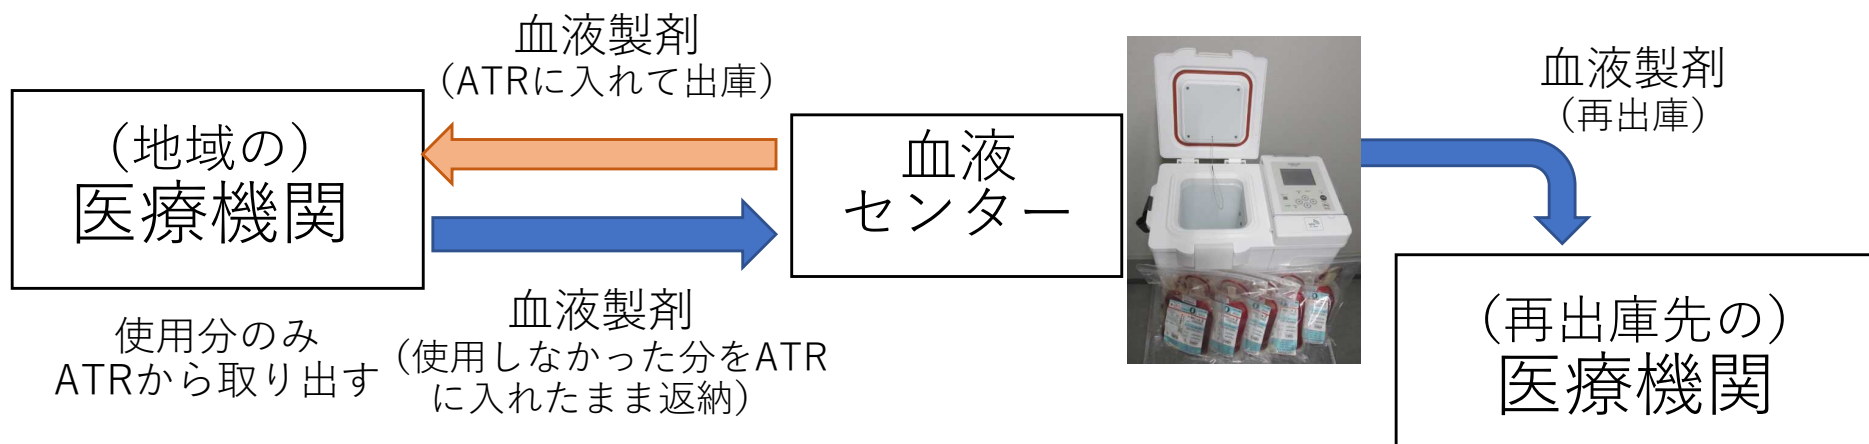 血液製剤
（ATRに入れて出庫）
（地域の）
医療機関
使用分のみ
ATRから取り出す
血液製剤
（使用しなかった分をATR
に入れたまま返納）
血液
センター
血液製剤
（再出庫）
（再出庫先の）
医療機関